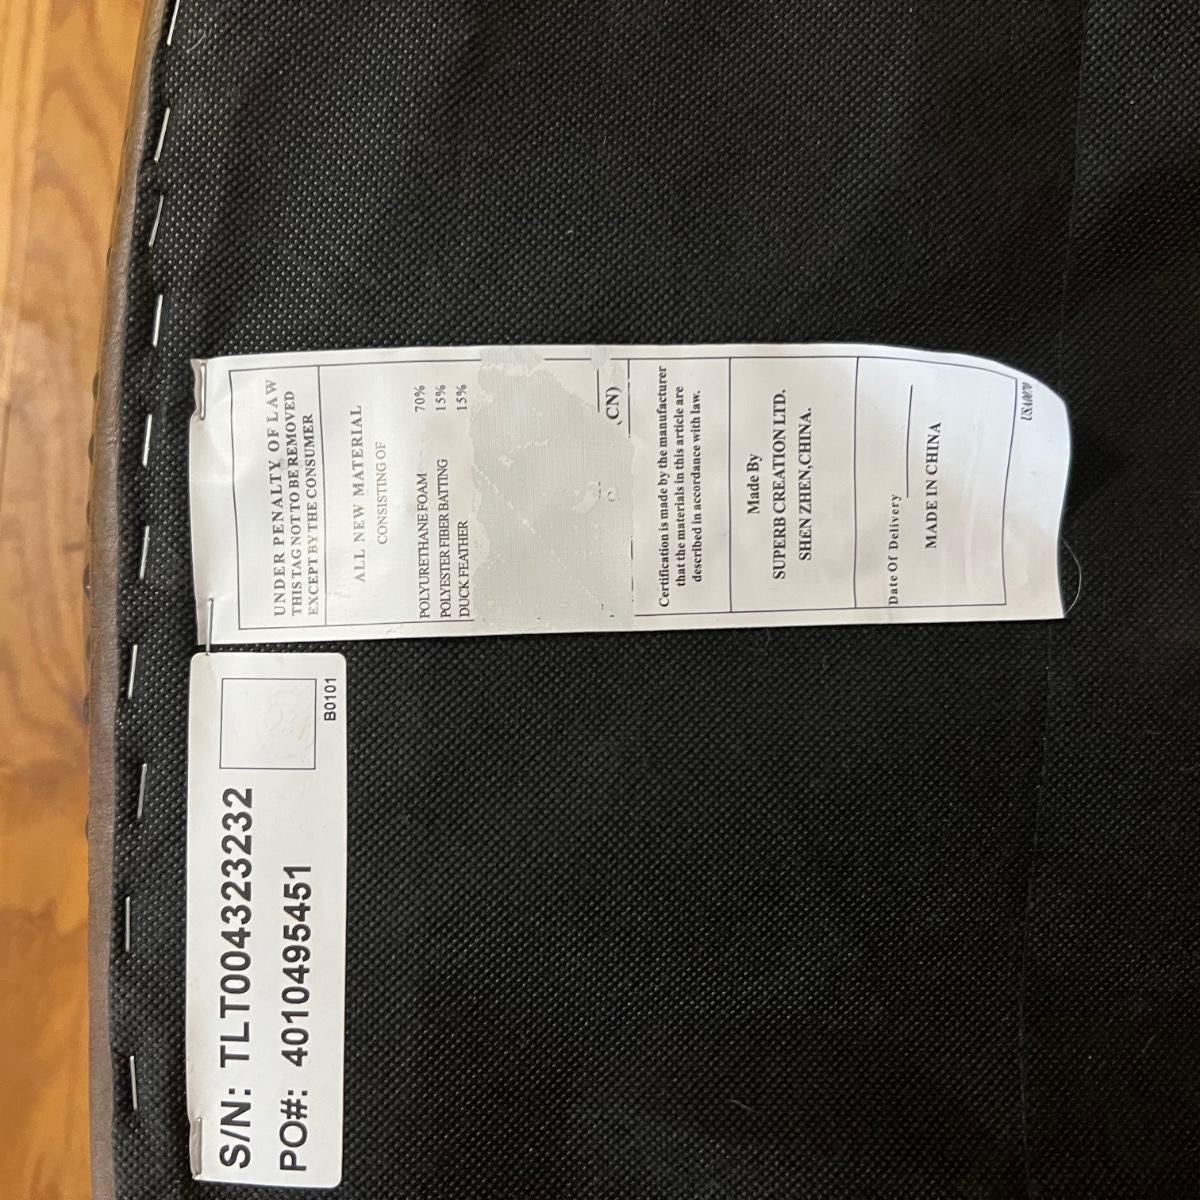 UNDER PENALTY OF LAW
THIS TAG NOT TO BE REMOVED
EXCEPT BY THE CONSUMER
ALL NEW MATERIAL
CONSISTING OF
POLYURETHANE FOAM 70%
POLYESTER FIBER BATTING 15%
DUCK FEATHER 15%
CN)
Certification is made by the manufacturer
that the materials in this article are
described in accordance with law.
Made By
SUPERB CREATION LTD.
SHEN ZHEN,CHINA.
Date Of Delivery
MADE IN CHINA
S/N: TLT00432323232
PO#: 4010495451
B0101